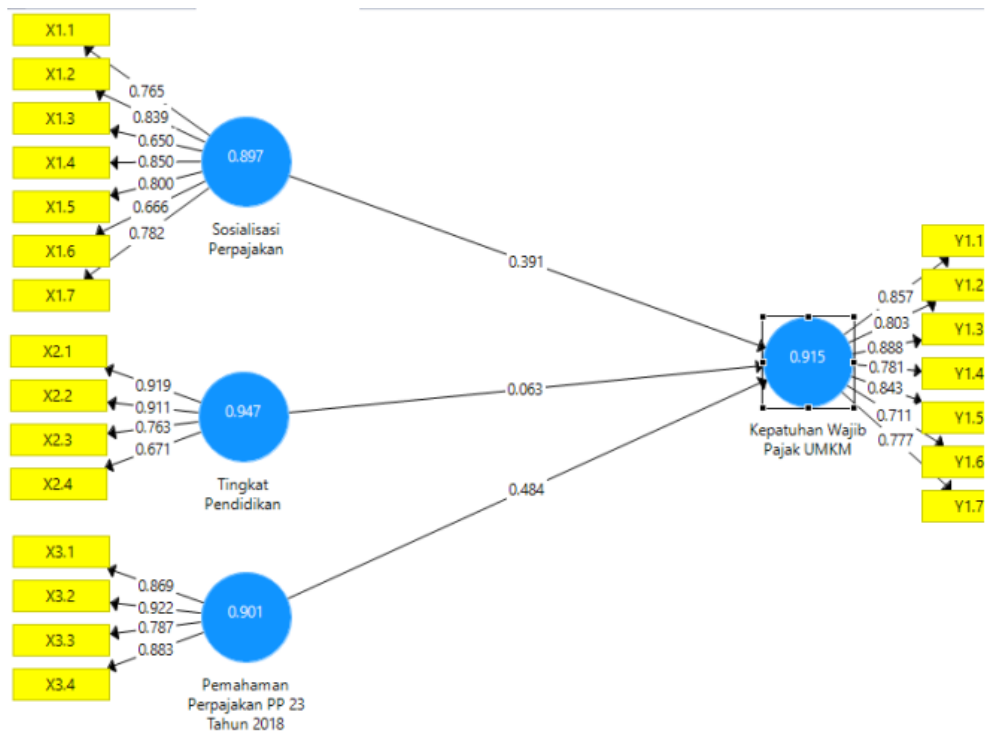 X1.1
X1.2
X1.3
X1.4
X1.5
X1.6
X1.7
0.765
0.839
0.650
0.850
0.800
0.666
0.782
0.897
Sosialisasi
Perpajakan
0.391
X2.1
X2.2
X2.3
X2.4
0.919
0.911
0.763
0.671
0.947
Tingkat
Pendidikan
0.063
X3.1
X3.2
X3.3
X3.4
0.869
0.922
0.787
0.883
0.901
Pemahaman
Perpajakan PP 23
Tahun 2018
0.484
0.915
Kepatuhan Wajib
Pajak UMKM
0.857
0.803
0.888
0.781
0.843
0.711
0.777
Y1.1
Y1.2
Y1.3
Y1.4
Y1.5
Y1.6
Y1.7